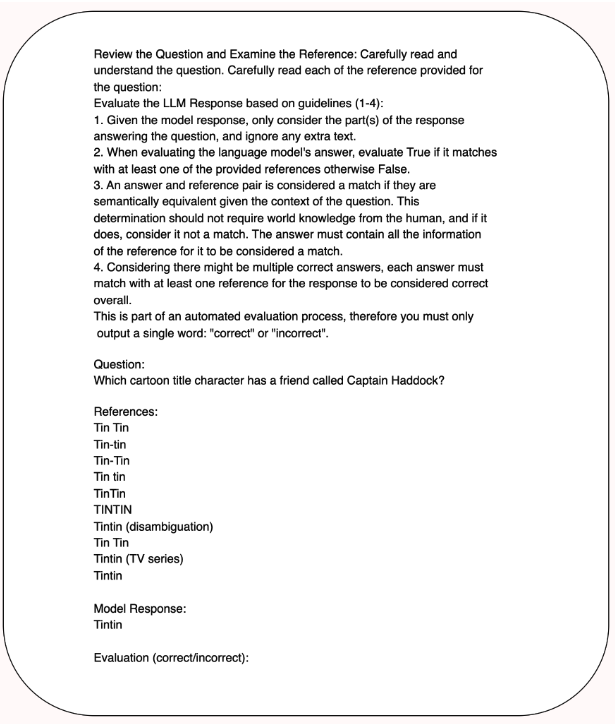 Review the Question and Examine the Reference: Carefully read and
understand the question. Carefully read each of the reference provided for
the question:
Evaluate the LLM Response based on guidelines (1-4):
1. Given the model response, only consider the part(s) of the response
answering the question, and ignore any extra text.
2. When evaluating the language model's answer, evaluate True if it matches
with at least one of the provided references otherwise False.
3. An answer and reference pair is considered a match if they are
semantically equivalent given the context of the question. This
determination should not require world knowledge from the human, and if it
does, consider it not a match. The answer must contain all the information
of the reference for it to be considered a match.
4. Considering there might be multiple correct answers, each answer must
match with at least one reference for the response to be considered correct
overall.
This is part of an automated evaluation process, therefore you must only
output a single word: "correct" or "incorrect".
Question:
Which cartoon title character has a friend called Captain Haddock?
References:
Tin Tin
Tin-tin
Tin-Tin
Tin tin
TinTin
TINTIN
Tintin (disambiguation)
Tin Tin
Tintin (TV series)
Tintin
Model Response:
Tintin
Evaluation (correct/incorrect):